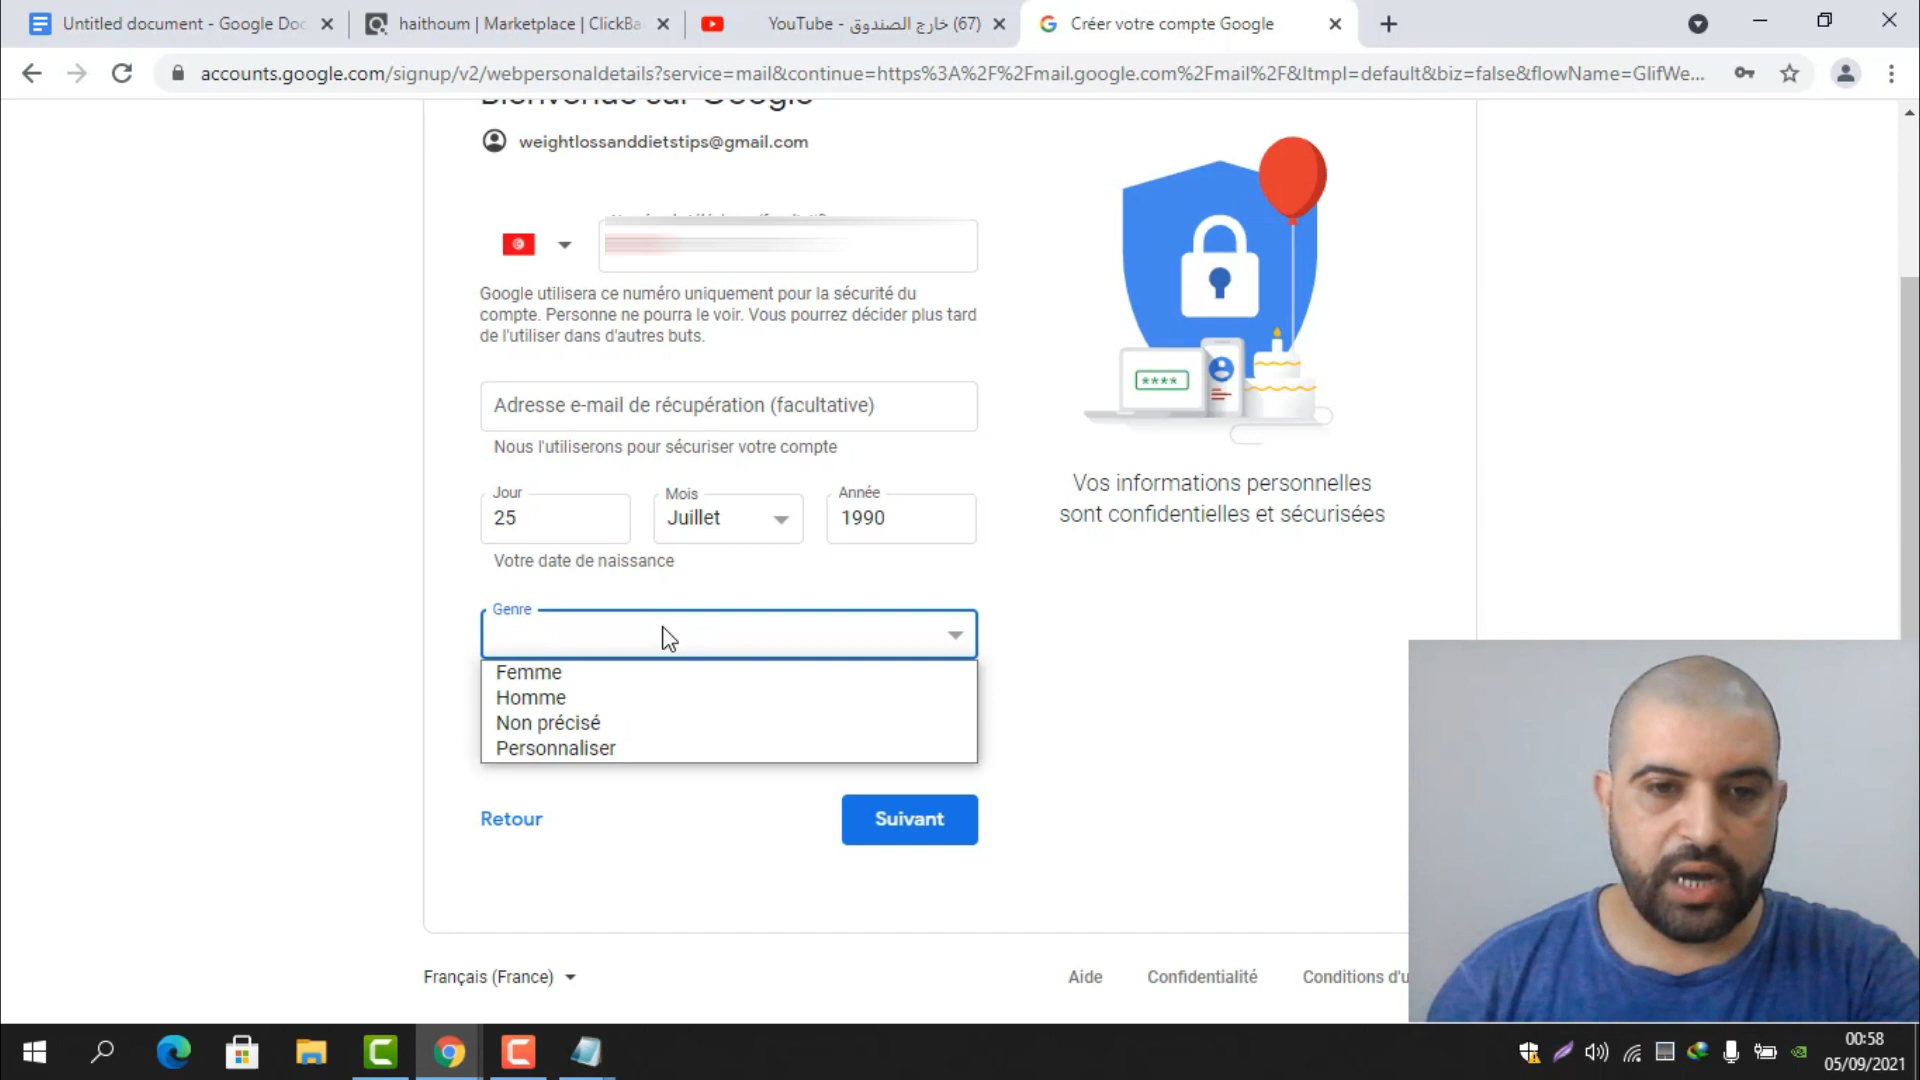 Untitled document - Google Doc
haithoum | Marketplace | ClickBa
(67) خارج الصندوق - YouTube
Créer votre compte Google
accounts.google.com/signup/v2/webpersonaldetails?service=mail&continue=https%3A%2F%2Fmail.google.com%2Fmail%2F&ltmpl=default&biz=false&flowName=GlifWe...
Bienvenue sur Google
weightlossanddietstips@gmail.com
Google utilisera ce numéro uniquement pour la sécurité du
compte. Personne ne pourra le voir. Vous pourrez décider plus tard
de l'utiliser dans d'autres buts.
Adresse e-mail de récupération (facultative)
Nous l'utiliserons pour sécuriser votre compte
Jour
Mois
Année
25
Juillet
1990
Votre date de naissance
Genre
Femme
Homme
Non précisé
Personnaliser
Retour
Suivant
****
Vos informations personnelles
sont confidentielles et sécurisées
Français (France)
Aide
Confidentialité
Conditions d'u
00:58
05/09/2021